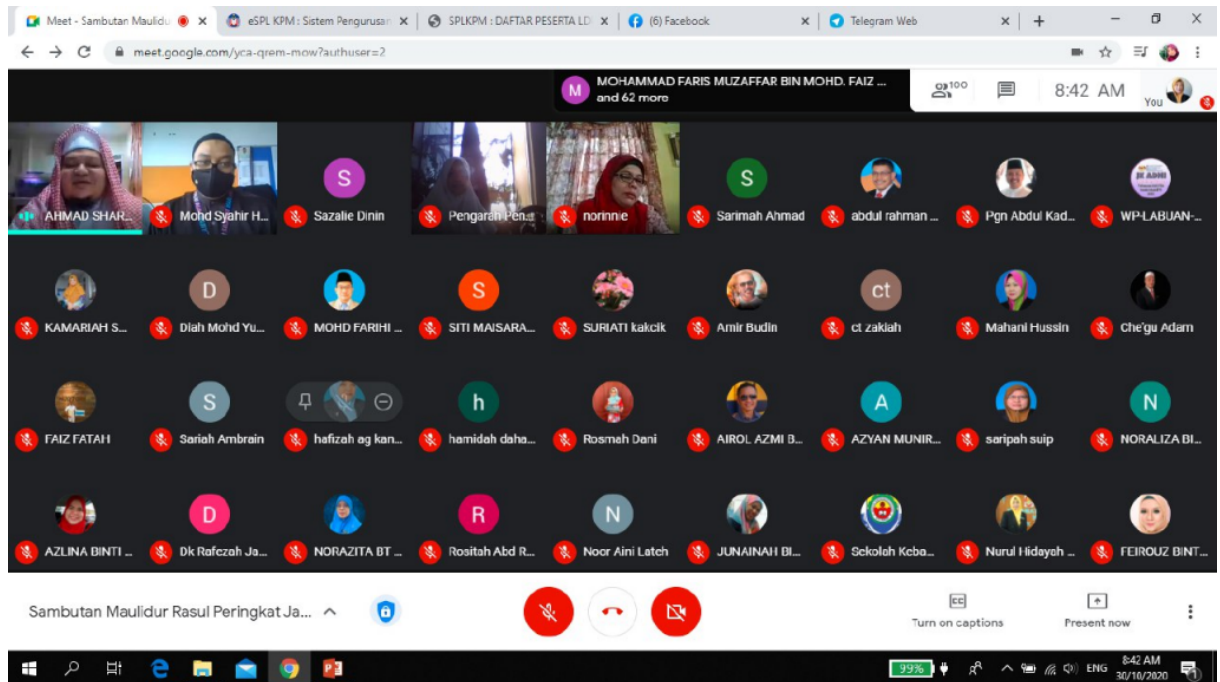 Meet - Sambutan Maulidu
eSPL KPM : Sistem Pengurusan
SPLKPM : DAFTAR PESERTA LD
(6) Facebook
Telegram Web
meet.google.com/yca-qrem-mow?authuser=2
M
MOHAMMAD FARIS MUZAFFAR BIN MOHD. FAIZ ...
and 62 more
100
8:42 AM
You
AHMAD SHAR...
Mohd Syahir H...
S
Sazalie Dinin
Pengarah Pen...
norinnie
S
Sarimah Ahmad
abdul rahman ...
Pgn Abdul Kad...
JK ADHI
WP-LABUAN-...
KAMARIAH S...
D
Diah Mohd Yu...
MOHD FARIHI ...
S
SITI MAISARA...
SURIATI kakcik
Amir Budin
ct
ct zakiah
Mahani Hussin
Che'gu Adam
FAIZ FATAH
S
Sariah Ambrain
hafizah ag kan...
h
hamidah daha...
Rosmah Dani
AIROL AZMI B...
A
AZYAN MUNIR...
saripah suip
N
NORALIZA BI...
AZLINA BINTI ...
D
Dk Rafezah Ja...
NORAZITA BT ...
R
Rositah Abd R...
N
Noor Aini Lateh
JUNAINAH BI...
Sekolah Keba...
Nurul Hidayah ...
FEIROUZ BINT...
Sambutan Maulidur Rasul Peringkat Ja...
CC
Turn on captions
Present now
99%
ENG
8:42 AM
30/10/2020